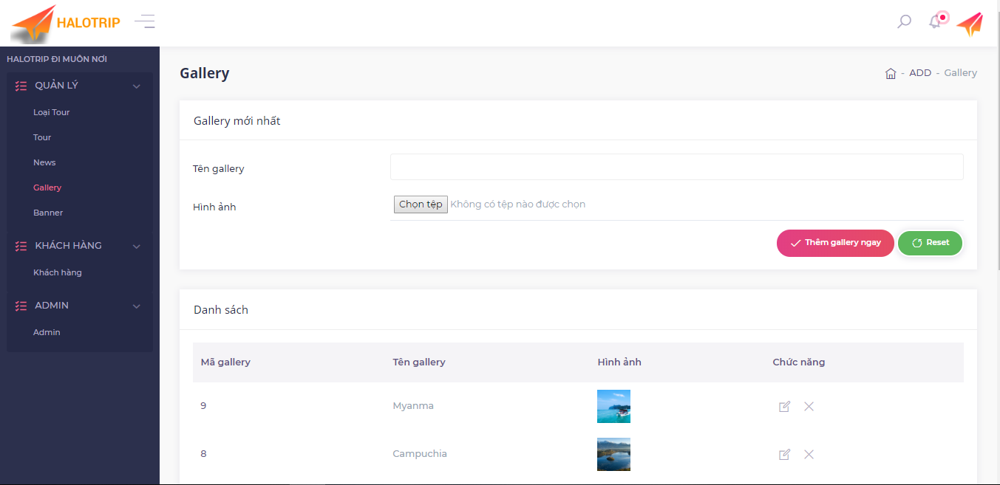 HALOTRIP
HALOTRIP ĐI MUÔN NƠI
QUẢN LÝ
Loại Tour
Tour
News
Gallery
Banner
KHÁCH HÀNG
Khách hàng
ADMIN
Admin
Gallery
- ADD - Gallery
Gallery mới nhất
Tên gallery
Hình ảnh
Chọn tệp Không có tệp nào được chọn
Thêm gallery ngay
Reset
Danh sách
Mã gallery Tên gallery Hình ảnh Chức năng
9 Myanma
8 Campuchia